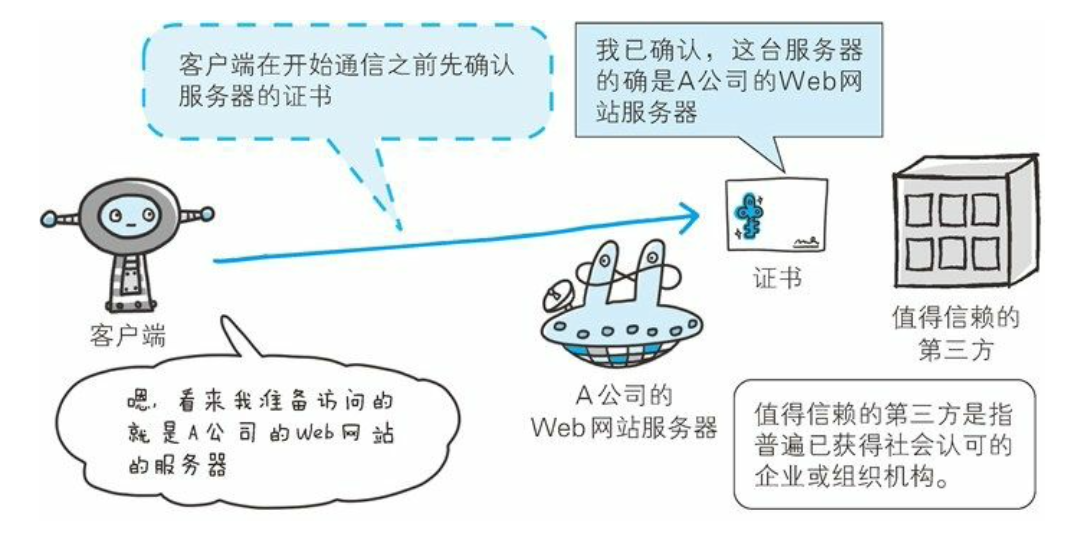 客户端在开始通信之前先确认
服务器的证书
我已确认，这台服务器
的确是A公司的Web网
站服务器
证书
客户端
值得信赖的
第三方
嗯，看来我准备访问的
就是A公司的Web网站
的服务器
A公司的
Web网站服务器
值得信赖的第三方是指
普遍已获得社会认可的
企业或组织机构。